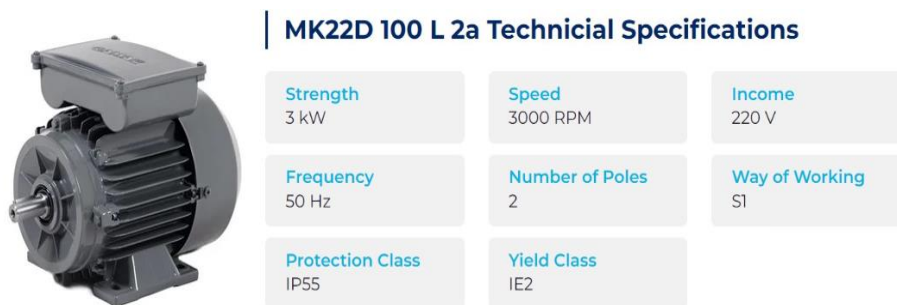 MK22D 100 L 2a Technicial Specifications
Strength
3 kW
Speed
3000 RPM
Income
220 V
Frequency
50 Hz
Number of Poles
2
Way of Working
S1
Protection Class
IP55
Yield Class
IE2